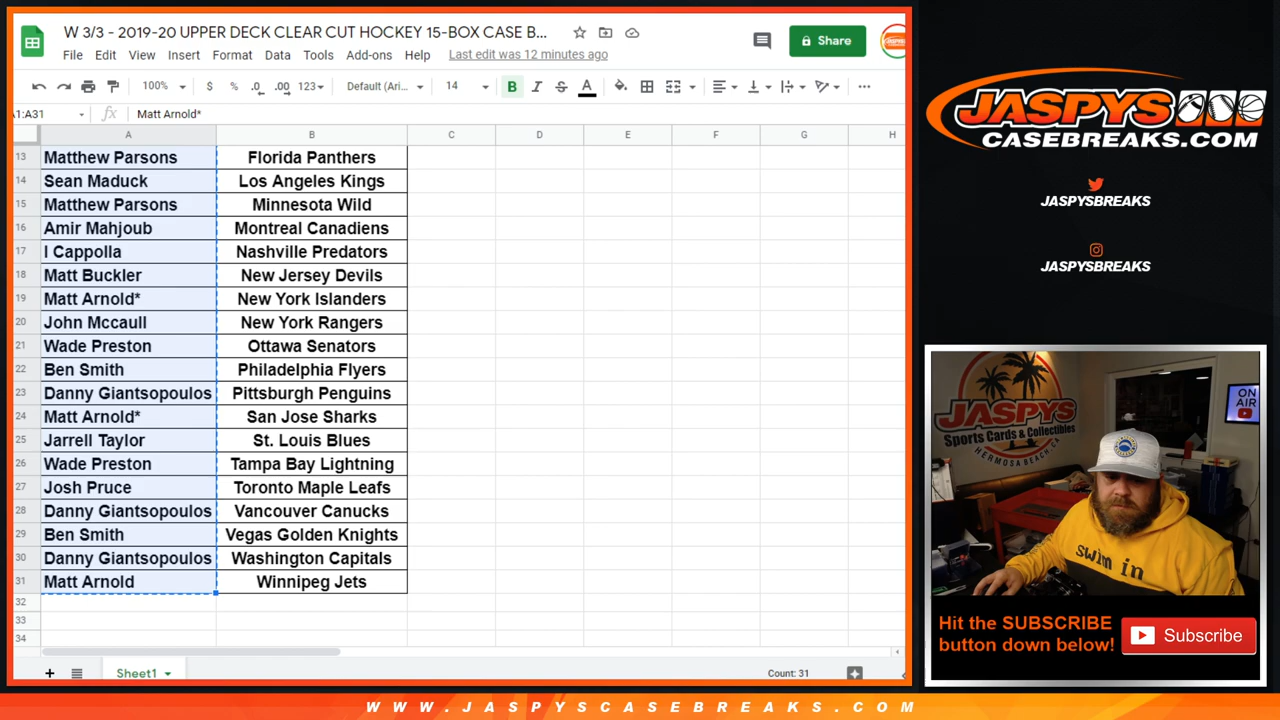 W 3/3 - 2019-20 UPPER DECK CLEAR CUT HOCKEY 15-BOX CASE B...
File Edit View Insert Format Data Tools Add-ons Help Last edit was 12 minutes ago
Share
100% $ % .0 .00 123 Default (Ari... 14 B I S A
A1:A31 fx Matt Arnold*
A B C D E F G H
13 Matthew Parsons Florida Panthers
14 Sean Maduck Los Angeles Kings
15 Matthew Parsons Minnesota Wild
16 Amir Mahjoub Montreal Canadiens
17 I Cappolla Nashville Predators
18 Matt Buckler New Jersey Devils
19 Matt Arnold* New York Islanders
20 John Mccaull New York Rangers
21 Wade Preston Ottawa Senators
22 Ben Smith Philadelphia Flyers
23 Danny Giantsopoulos Pittsburgh Penguins
24 Matt Arnold* San Jose Sharks
25 Jarrell Taylor St. Louis Blues
26 Wade Preston Tampa Bay Lightning
27 Josh Pruce Toronto Maple Leafs
28 Danny Giantsopoulos Vancouver Canucks
29 Ben Smith Vegas Golden Knights
30 Danny Giantsopoulos Washington Capitals
31 Matt Arnold Winnipeg Jets
32
33
34
Sheet1 Count: 31
JASPYS
CASEBREAKS.COM
JASPYSBREAKS
JASPYSBREAKS
JASPYS
Sports Cards & Collectibles
HERMOSA BEACH, CA
ON
AIR
swim in
Hit the SUBSCRIBE
button down below!
Subscribe
WWW.JASPYSCASEBREAKS.COM